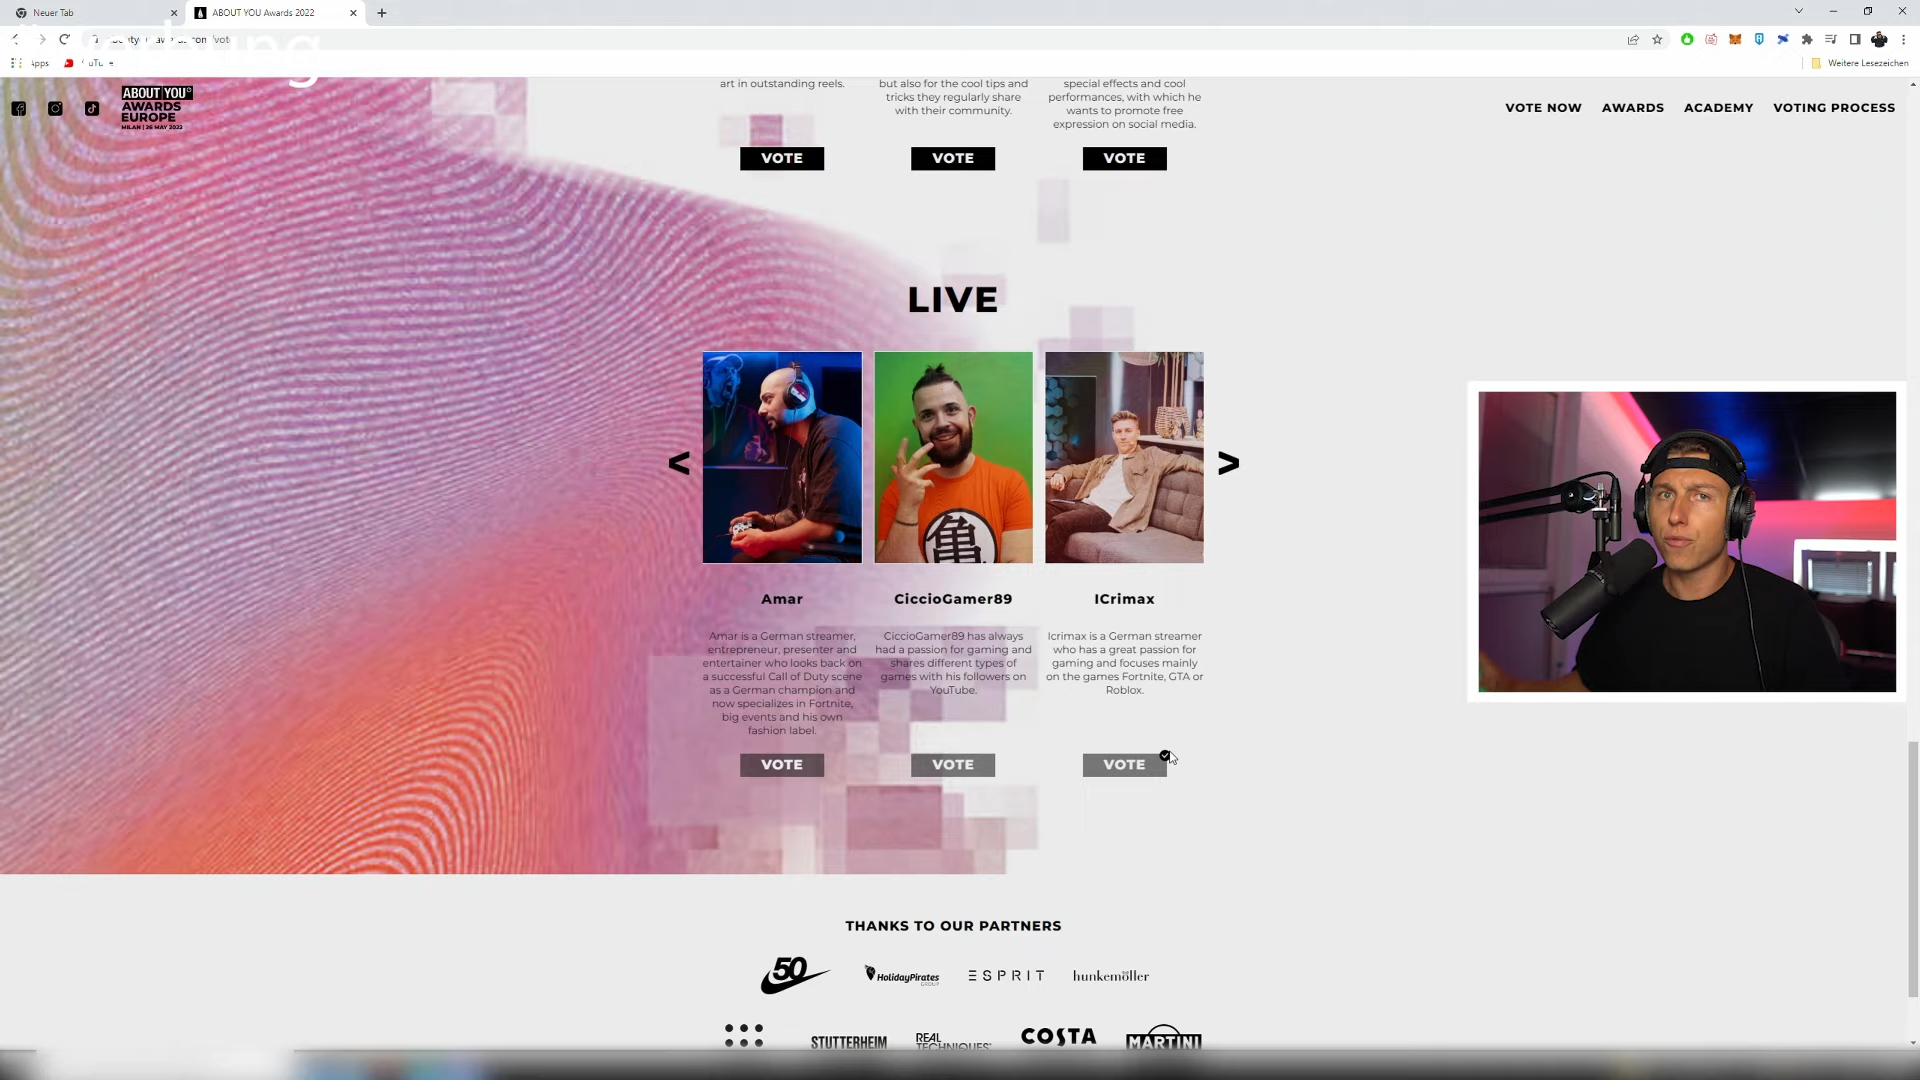 Neuer Tab
ABOUT YOU Awards 2022
Apps
Weitere Lesezeichen
ABOUT YOU°
AWARDS
EUROPE
MILAN | 26 MAY 2022
VOTE NOW
AWARDS
ACADEMY
VOTING PROCESS
art in outstanding reels.
but also for the cool tips and
tricks they regularly share
with their community.
special effects and cool
performances, with which he
wants to promote free
expression on social media.
VOTE
VOTE
VOTE
LIVE
<
>
亀
Amar
CiccioGamer89
ICrimax
Amar is a German streamer,
entrepreneur, presenter and
entertainer who looks back on
a successful Call of Duty scene
as a German champion and
now specializes in Fortnite,
big events and his own
fashion label.
CiccioGamer89 has always
had a passion for gaming and
shares different types of
games with his followers on
YouTube.
Icrimax is a German streamer
who has a great passion for
gaming and focuses mainly
on the games Fortnite, GTA or
Roblox.
VOTE
VOTE
VOTE
THANKS TO OUR PARTNERS
50
HolidayPirates
GROUP
ESPRIT
hunkemöller
STUTTERHEIM
REAL
TECHNIQUES
COSTA
MARTINI